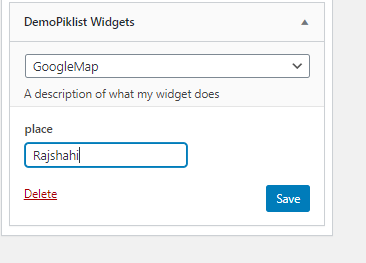 DemoPiklist Widgets
GoogleMap
A description of what my widget does
place
Rajshahi
Delete
Save